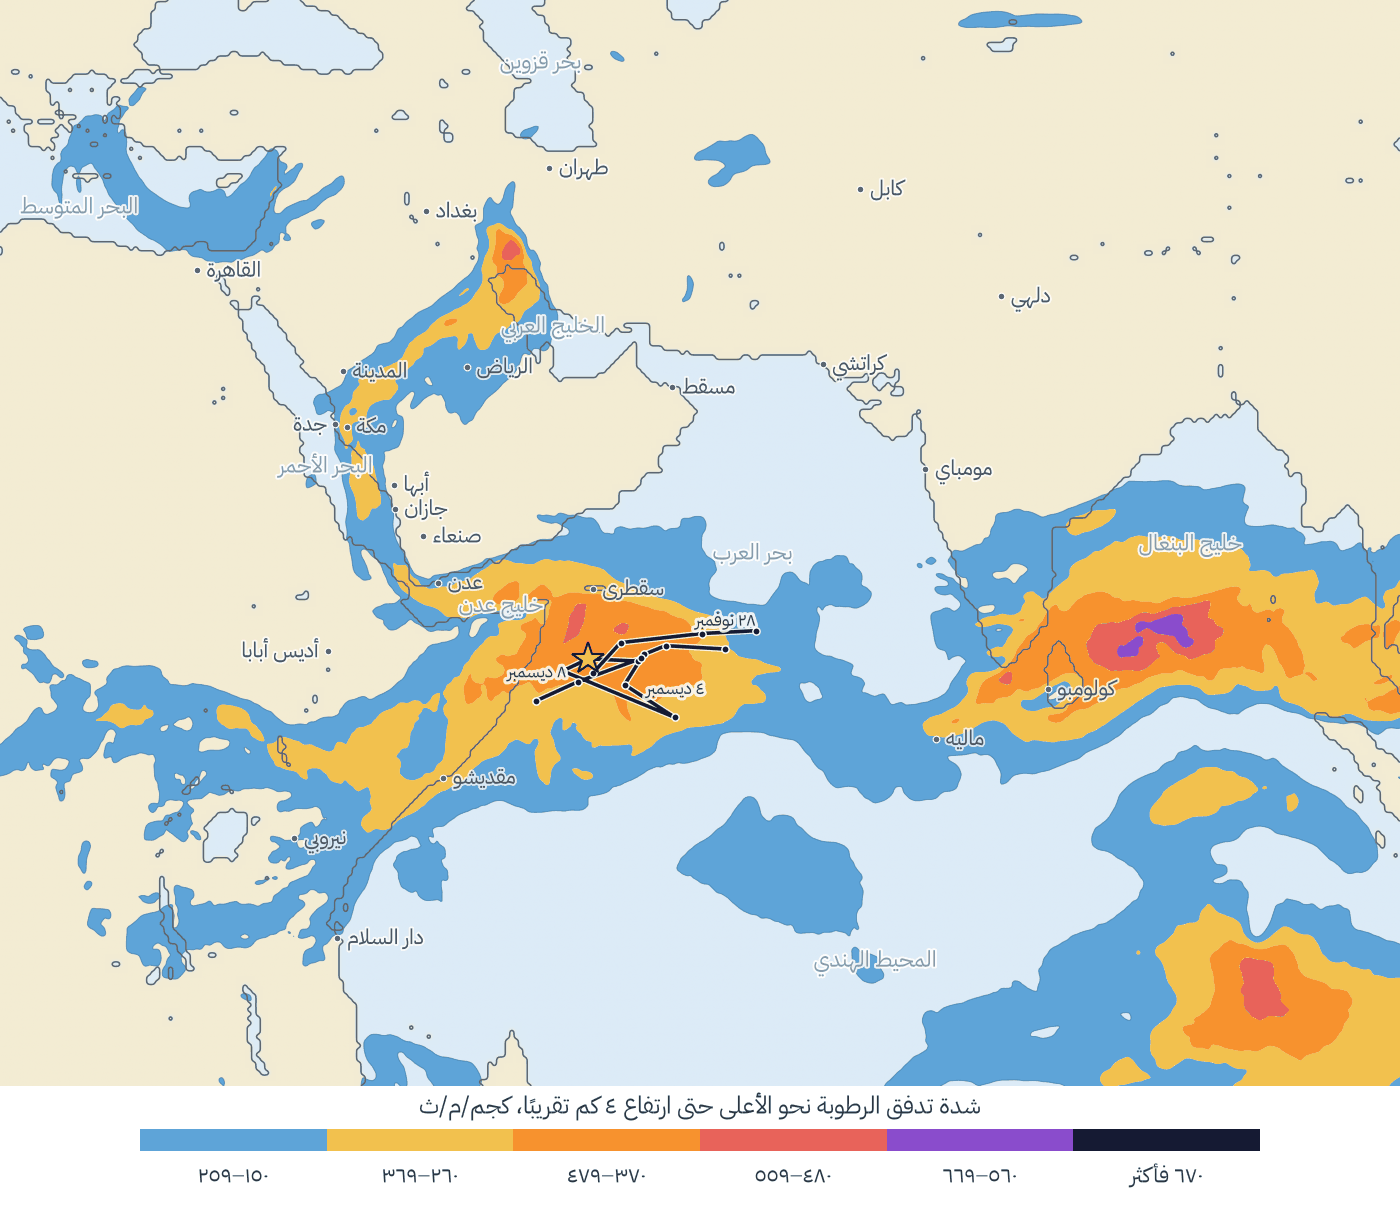 بحر قزوين
طهران
كابل
البحر المتوسط
بغداد
القاهرة
دلهي
الخليج العربي
كراتشي
المدينة
الرياض
مسقط
جدة
مكة
البحر الأحمر
مومباي
أبها
جازان
صنعاء
خليج البنغال
بحر العرب
عدن
سقطرى
خليج عدن
٢٨ نوفمبر
أديس أبابا
٨ ديسمبر
٤ ديسمبر
كولومبو
ماليه
مقديشو
نيروبي
دار السلام
المحيط الهندي
شدة تدفق الرطوبة نحو الأعلى حتى ارتفاع ٤ كم تقريبًا، كجم/م/ث
١٥٠–٢٥٩
٢٦٠–٣٦٩
٣٧٠–٤٧٩
٤٨٠–٥٥٩
٥٦٠–٦٦٩
٦٧٠ فأكثر